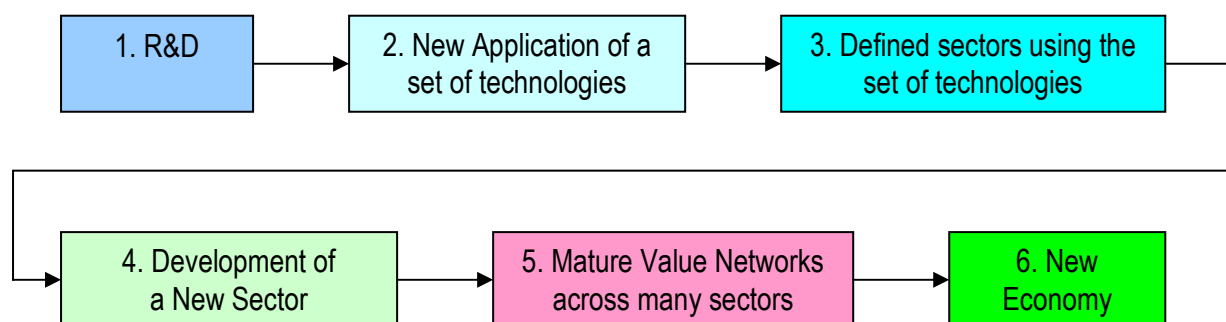 1. R&D
2. New Application of a
set of technologies
3. Defined sectors using the
set of technologies
4. Development of
a New Sector
5. Mature Value Networks
across many sectors
6. New
Economy